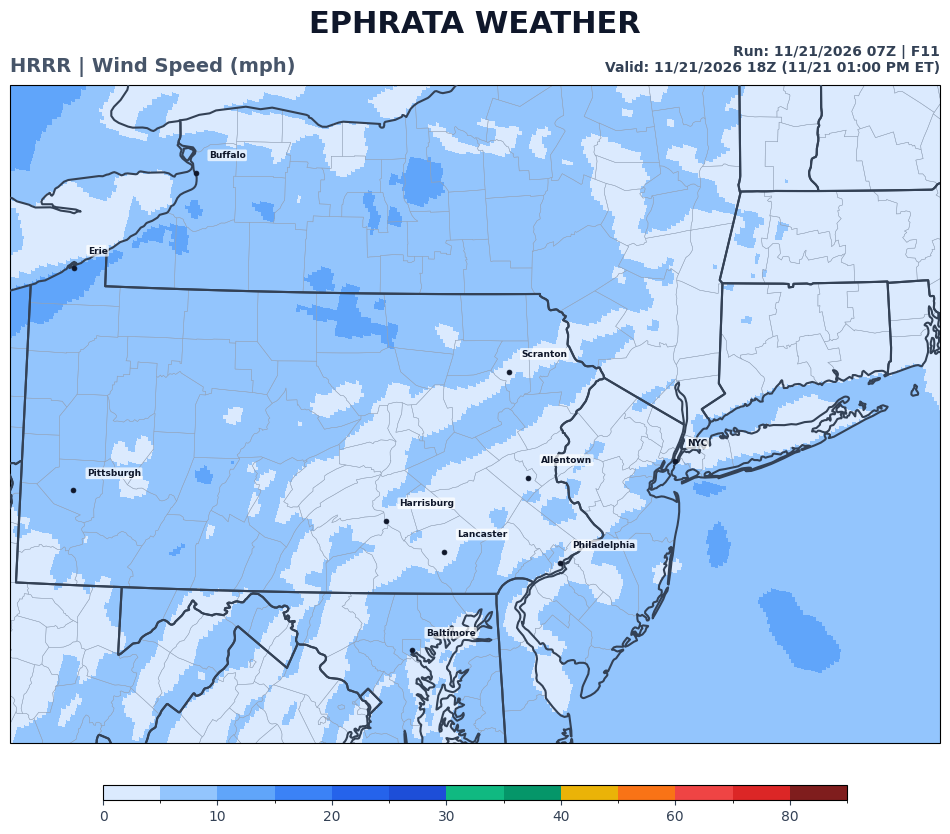 EPHRATA WEATHER
HRRR | Wind Speed (mph)
Run: 11/21/2026 07Z | F11
Valid: 11/21/2026 18Z (11/21 01:00 PM ET)
Buffalo
Erie
Scranton
NYC
Allentown
Pittsburgh
Harrisburg
Lancaster
Philadelphia
Baltimore
0 10 20 30 40 60 80